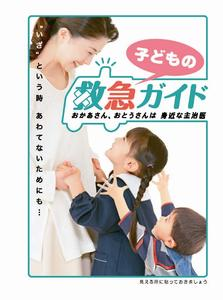 “いざ”という時 あわてないためにも…
子どもの
救急ガイド
おかあさん、おとうさんは 身近な主治医
見える所に貼っておきましょう